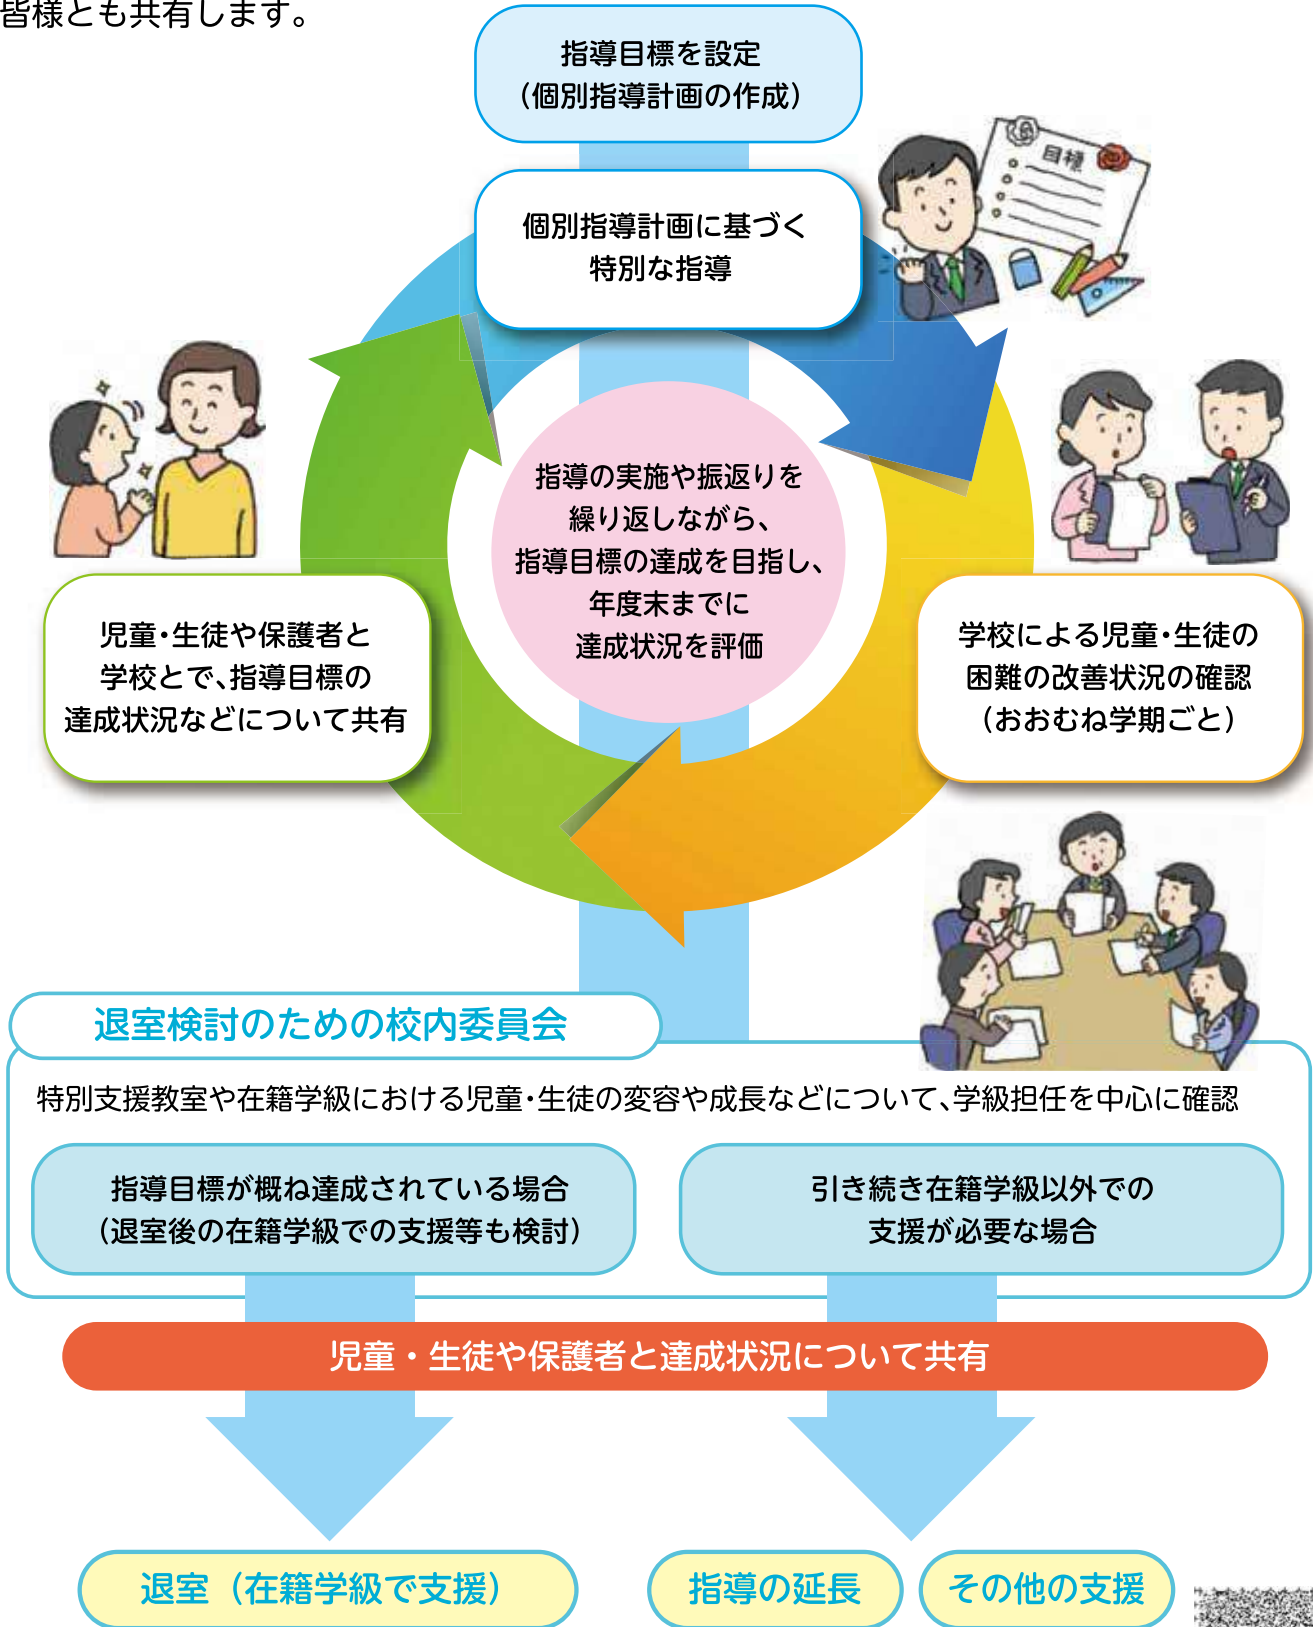 皆様とも共有します。
指導目標を設定
（個別指導計画の作成）
個別指導計画に基づく
特別な指導
目標
指導の実施や振返りを
繰り返しながら、
指導目標の達成を目指し、
年度末までに
達成状況を評価
児童・生徒や保護者と
学校とで、指導目標の
達成状況などについて共有
学校による児童・生徒の
困難の改善状況の確認
（おおむね学期ごと）
退室検討のための校内委員会
特別支援教室や在籍学級における児童・生徒の変容や成長などについて、学級担任を中心に確認
指導目標が概ね達成されている場合
（退室後の在籍学級での支援等も検討）
引き続き在籍学級以外での
支援が必要な場合
児童・生徒や保護者と達成状況について共有
退室（在籍学級で支援）
指導の延長
その他の支援